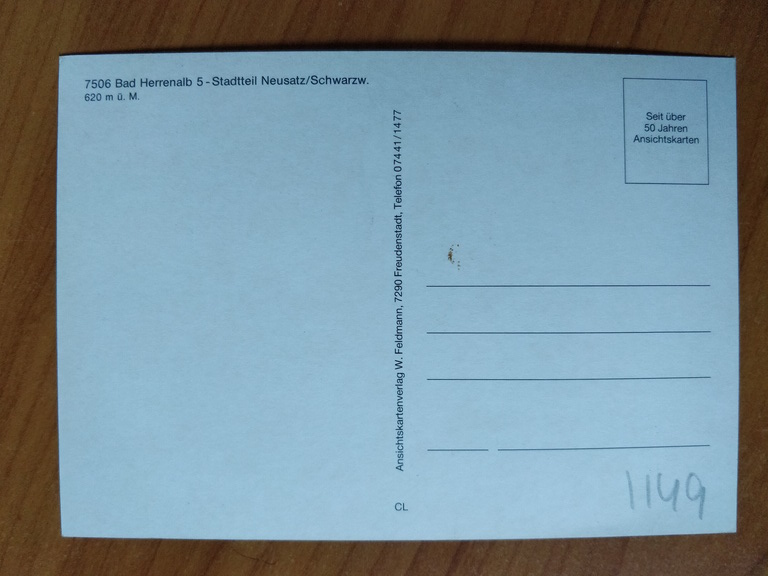 7506 Bad Herrenalb 5 - Stadtteil Neusatz/Schwarzw.
620 m ü. M.
Ansichtskartenverlag W. Feldmann, 7290 Freudenstadt, Telefon 07441/1477
CL
Seit über
50 Jahren
Ansichtskarten
1149